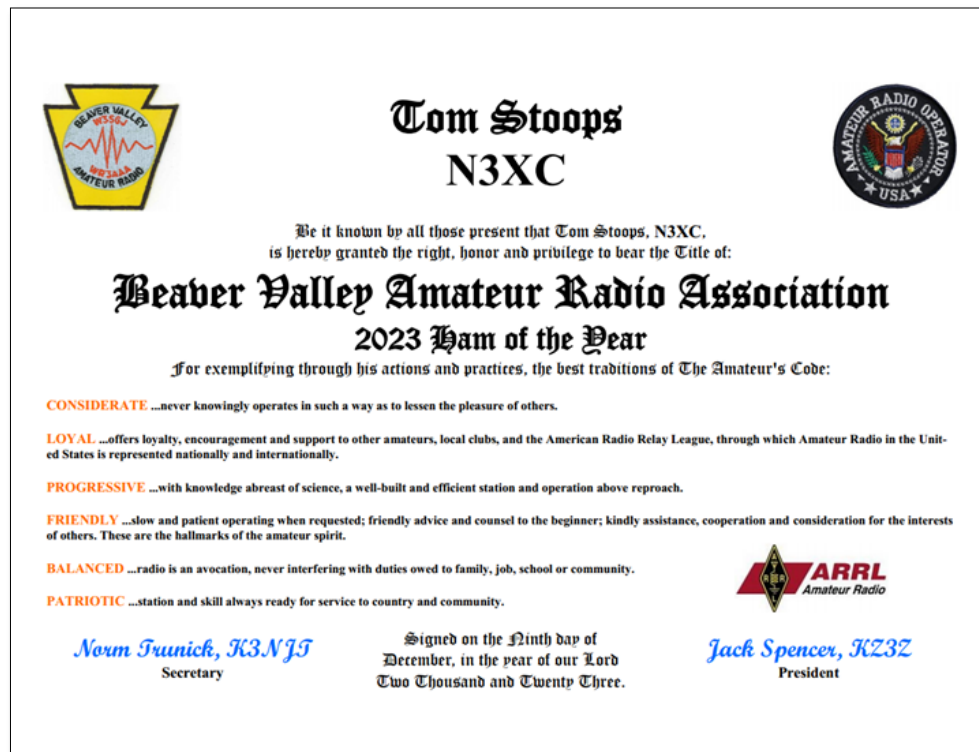 Tom Stoops
N3XC
BEAVER VALLEY
W3SGJ
WR3AAA
AMATEUR RADIO
AMATEUR RADIO OPERATOR
USA
Be it known by all those present that Tom Stoops, N3XC,
is hereby granted the right, honor and privilege to bear the Title of:
Beaver Valley Amateur Radio Association
2023 Ham of the Year
For exemplifying through his actions and practices, the best traditions of The Amateur's Code:
CONSIDERATE ...never knowingly operates in such a way as to lessen the pleasure of others.
LOYAL ...offers loyalty, encouragement and support to other amateurs, local clubs, and the American Radio Relay League, through which Amateur Radio in the Unit-
ed States is represented nationally and internationally.
PROGRESSIVE ...with knowledge abreast of science, a well-built and efficient station and operation above reproach.
FRIENDLY ...slow and patient operating when requested; friendly advice and counsel to the beginner; kindly assistance, cooperation and consideration for the interests
of others. These are the hallmarks of the amateur spirit.
BALANCED ...radio is an avocation, never interfering with duties owed to family, job, school or community.
PATRIOTIC ...station and skill always ready for service to country and community.
ARRL
Amateur Radio
Norm Trunick, K3NJT
Secretary
Signed on the Ninth day of
December, in the year of our Lord
Two Thousand and Twenty Three.
Jack Spencer, KZ3Z
President